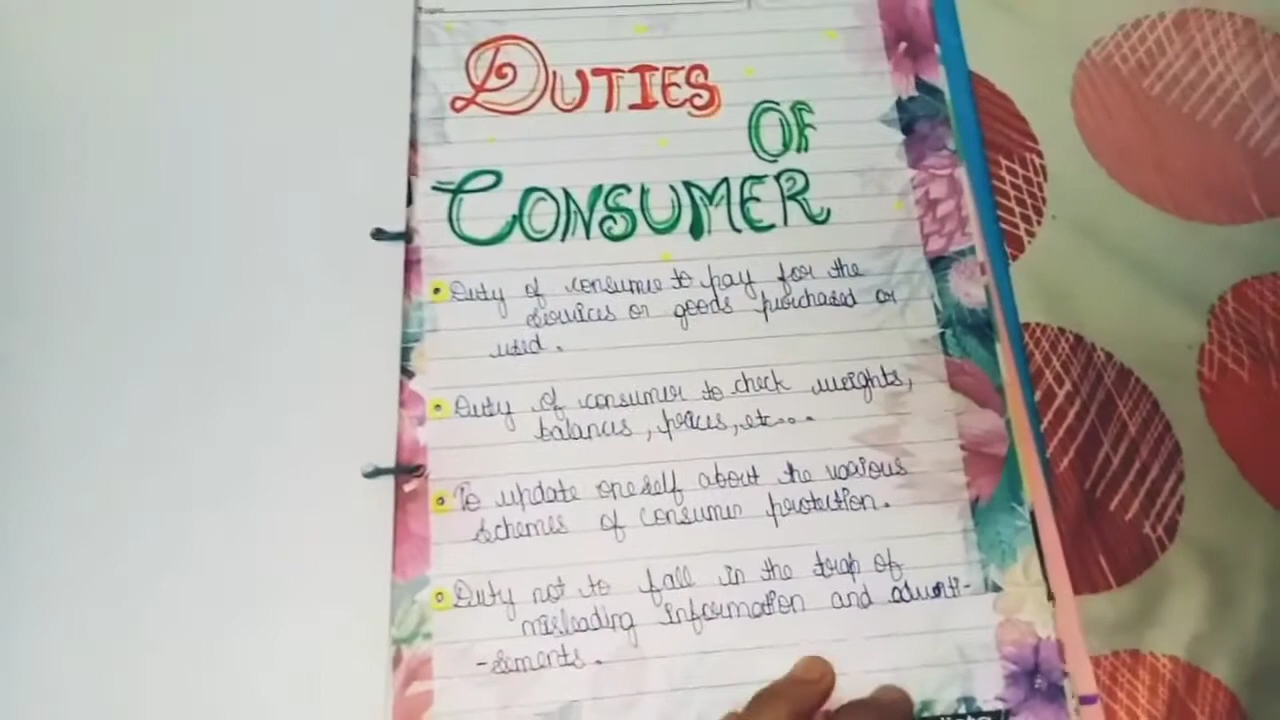 DUTIES
OF
CONSUMER
Duty of consumer to pay for the
services or goods purchased or
used.
Duty of consumer to check weights,
balances, prices, etc....
To update oneself about the various
schemes of consumer protection.
Duty not to fall in the trap of
misleading information and adverti-
-sements.